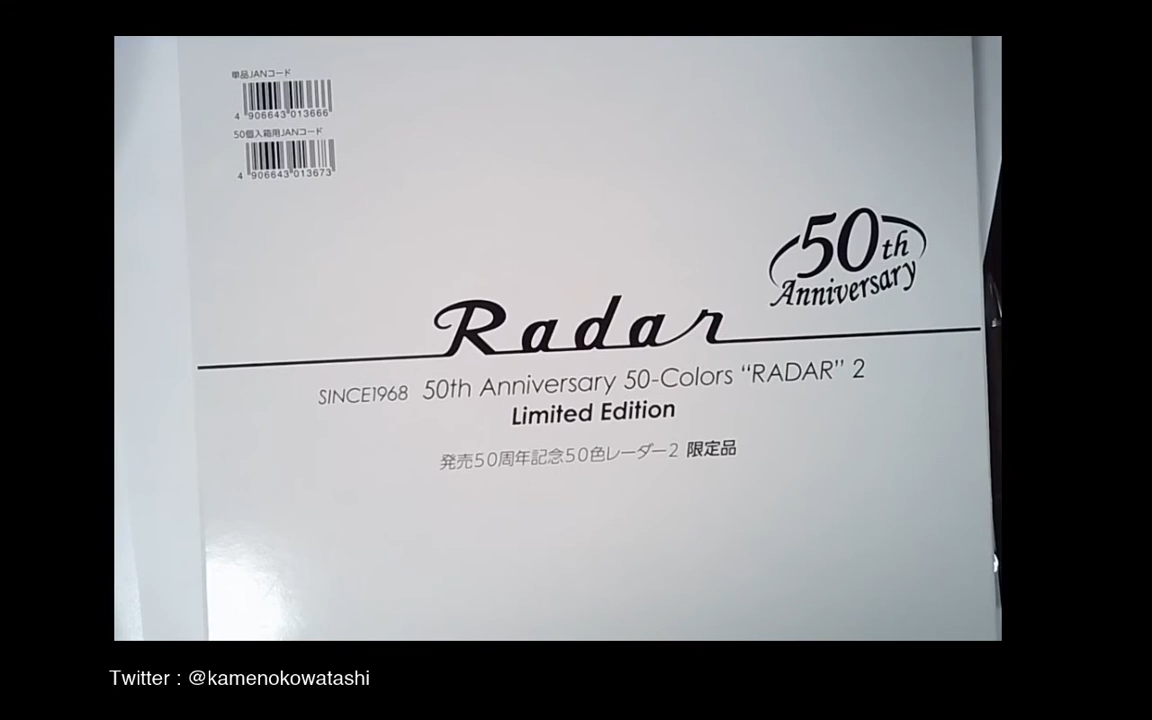 単品JANコード
4 906643 013666
50個入箱用JANコード
4 906643 013673
50th
Anniversary
Radar
SINCE1968 50th Anniversary 50-Colors “RADAR” 2
Limited Edition
発売50周年記念50色レーダー2 限定品
Twitter : @kamenokowatashi